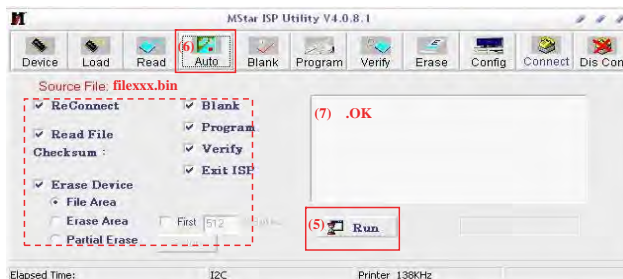 MStar ISP Utility V4.0.8.1
(6)
Device Load Read Auto Blank Program Verify Erase Config Connect Dis Con
Source File: filexxx.bin
ReConnect Blank
(7) .OK
Read File Program
Checksum : Verify
Exit ISP
Erase Device
File Area
Erase Area First 512
(5) Run
Partial Erase
Elapsed Time: I2C Printer 138KHz